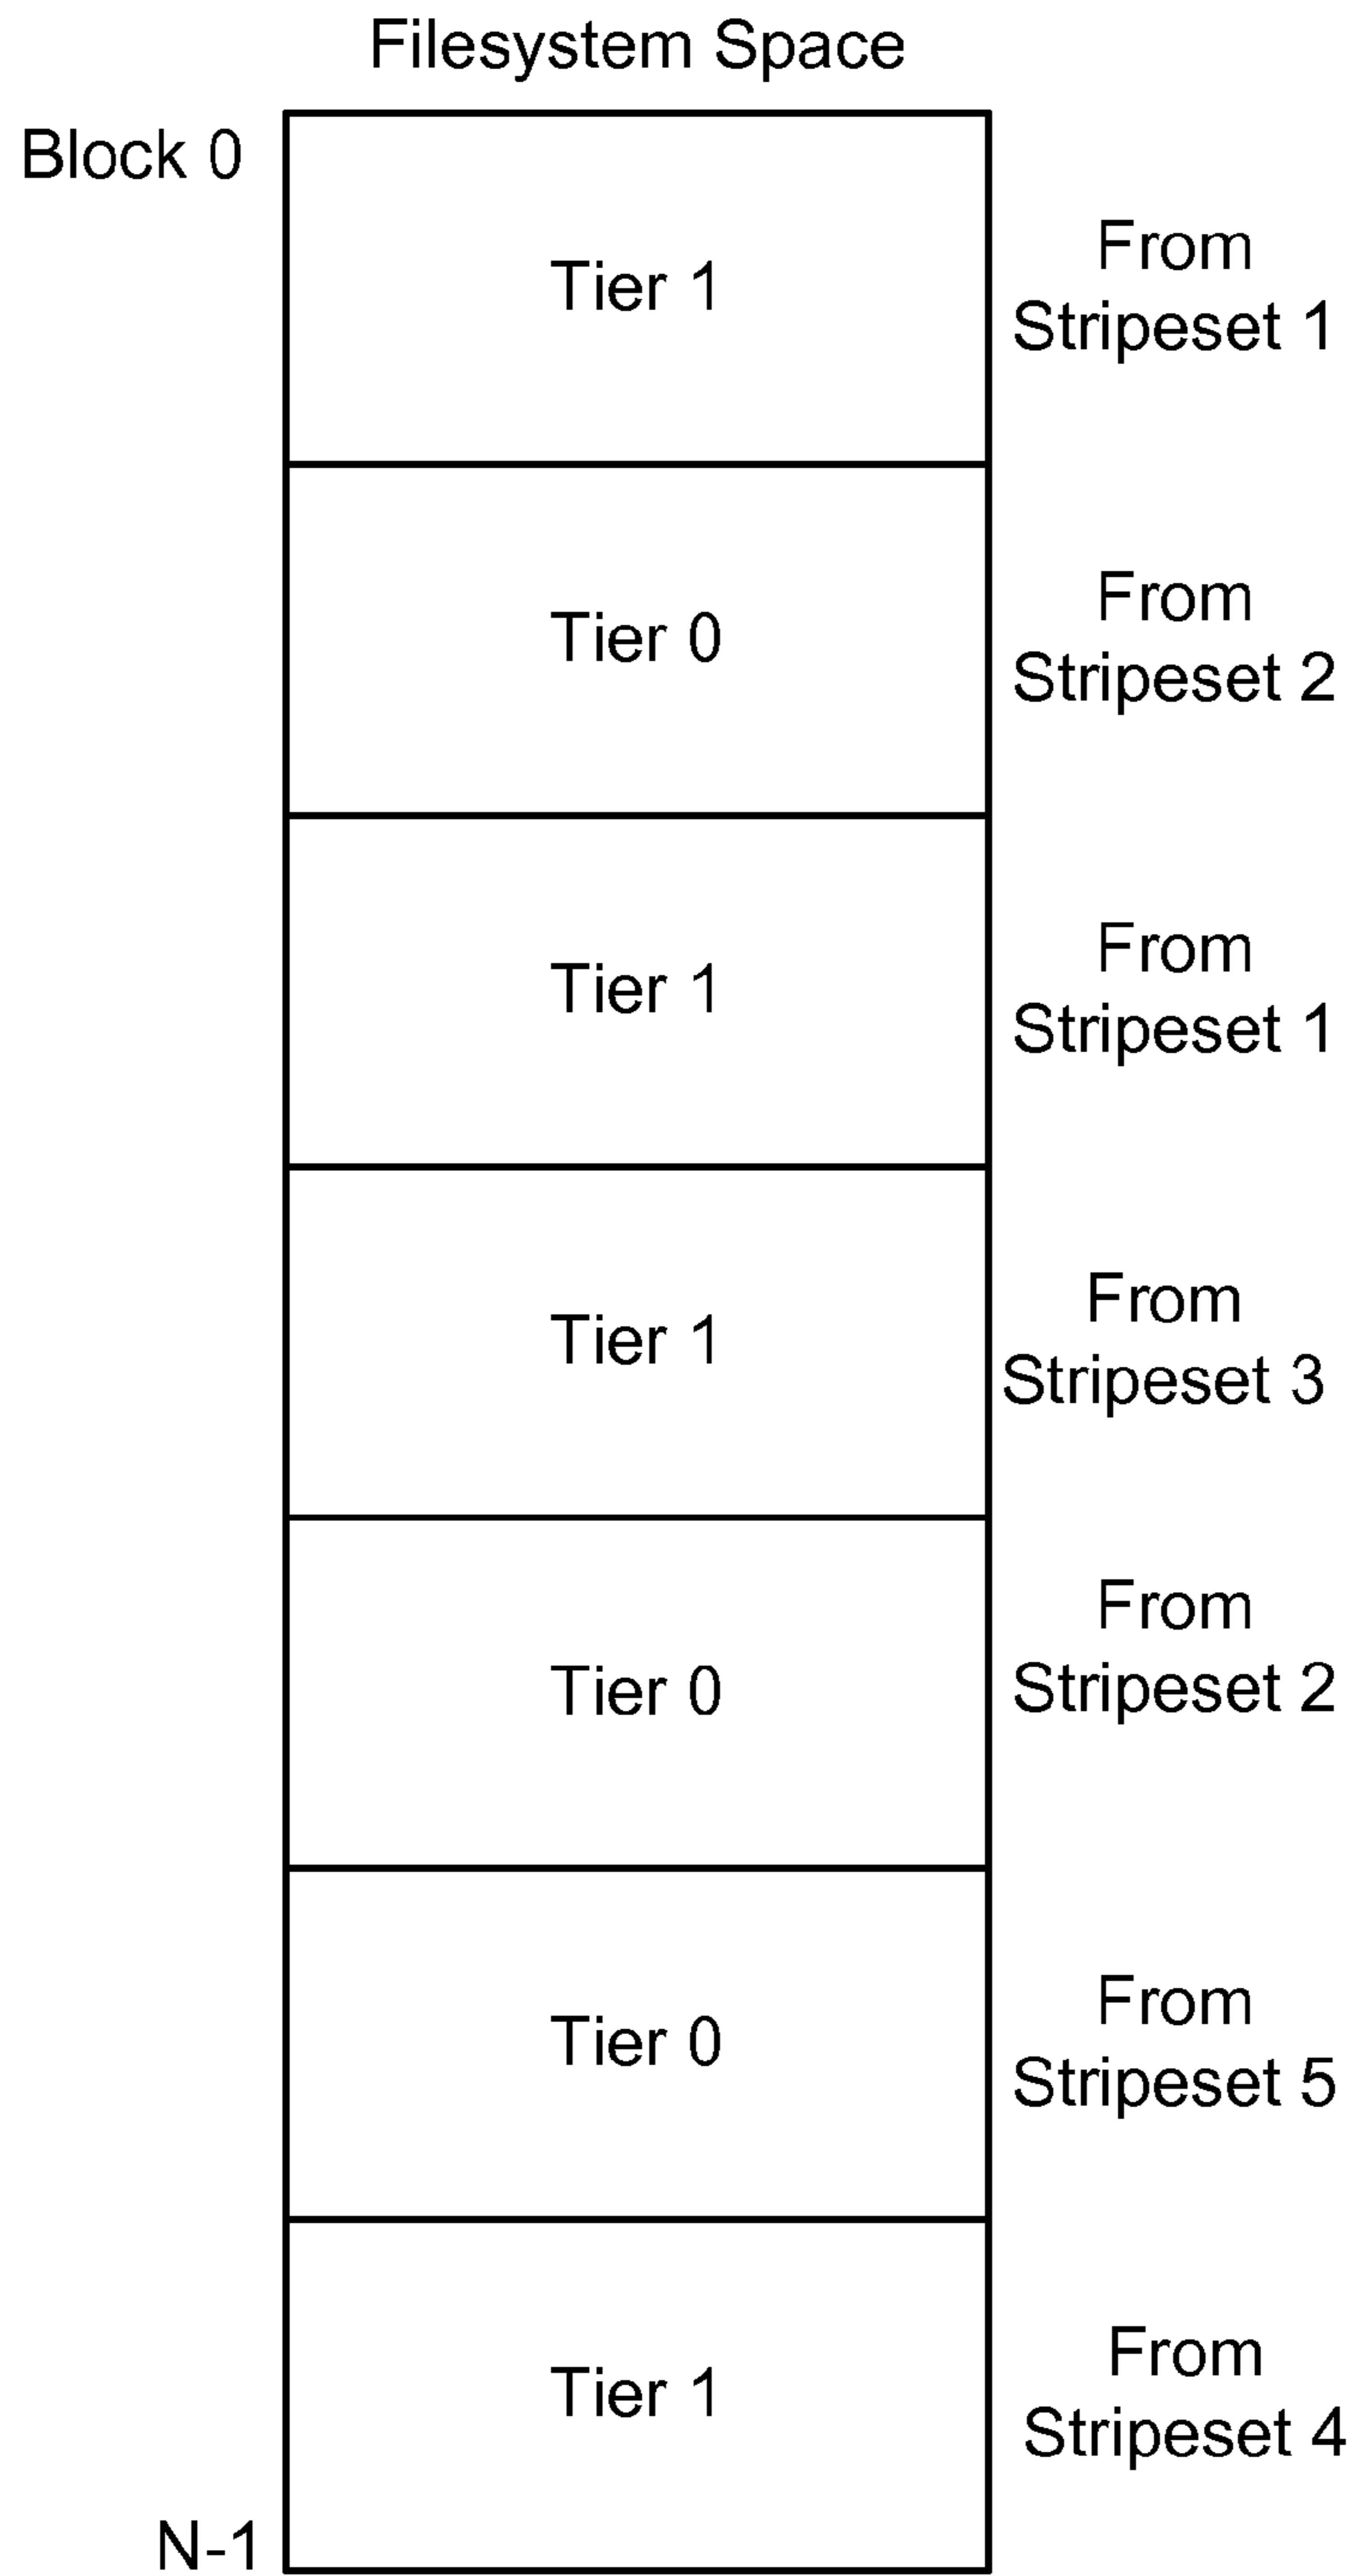 Filesystem Space
Block 0
Tier 1
From
Stripeset 1
Tier 0
From
Stripeset 2
Tier 1
From
Stripeset 1
Tier 1
From
Stripeset 3
Tier 0
From
Stripeset 2
Tier 0
From
Stripeset 5
Tier 1
From
Stripeset 4
N-1